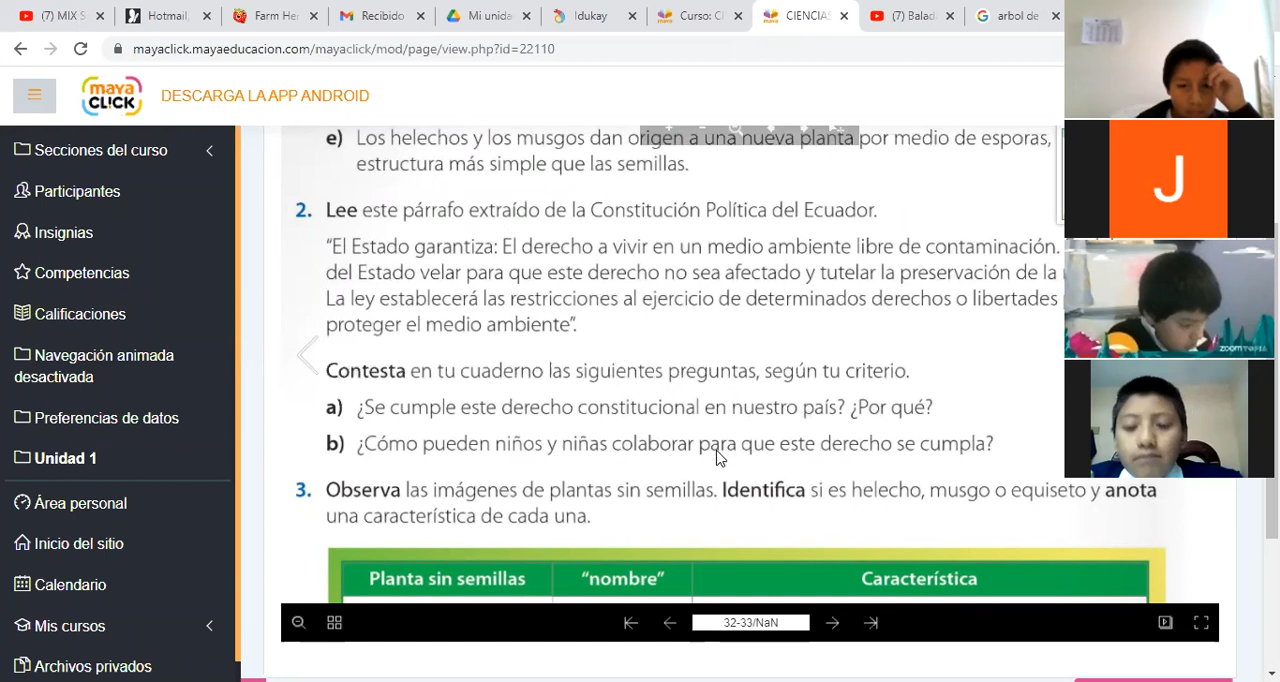 (7) MIX S
Hotmail,
Farm Her
Recibido
Mi unida
Idukay
Curso: C
CIENCIAS
(7) Balad
arbol de
mayaclick.mayaeducacion.com/mayaclick/mod/page/view.php?id=22110
maya CLICK
DESCARGA LA APP ANDROID
Secciones del curso
Participantes
Insignias
Competencias
Calificaciones
Navegación animada
desactivada
Preferencias de datos
Unidad 1
Área personal
Inicio del sitio
Calendario
Mis cursos
Archivos privados
e) Los helechos y los musgos dan origen a una nueva planta por medio de esporas,
estructura más simple que las semillas.
2. Lee este párrafo extraído de la Constitución Política del Ecuador.
“El Estado garantiza: El derecho a vivir en un medio ambiente libre de contaminación.
del Estado velar para que este derecho no sea afectado y tutelar la preservación de la
La ley establecerá las restricciones al ejercicio de determinados derechos o libertades
proteger el medio ambiente”.
Contesta en tu cuaderno las siguientes preguntas, según tu criterio.
a) ¿Se cumple este derecho constitucional en nuestro país? ¿Por qué?
b) ¿Cómo pueden niños y niñas colaborar para que este derecho se cumpla?
3. Observa las imágenes de plantas sin semillas. Identifica si es helecho, musgo o equiseto y anota
una característica de cada una.
Planta sin semillas “nombre” Característica
32-33/NaN
J
zoomtopia